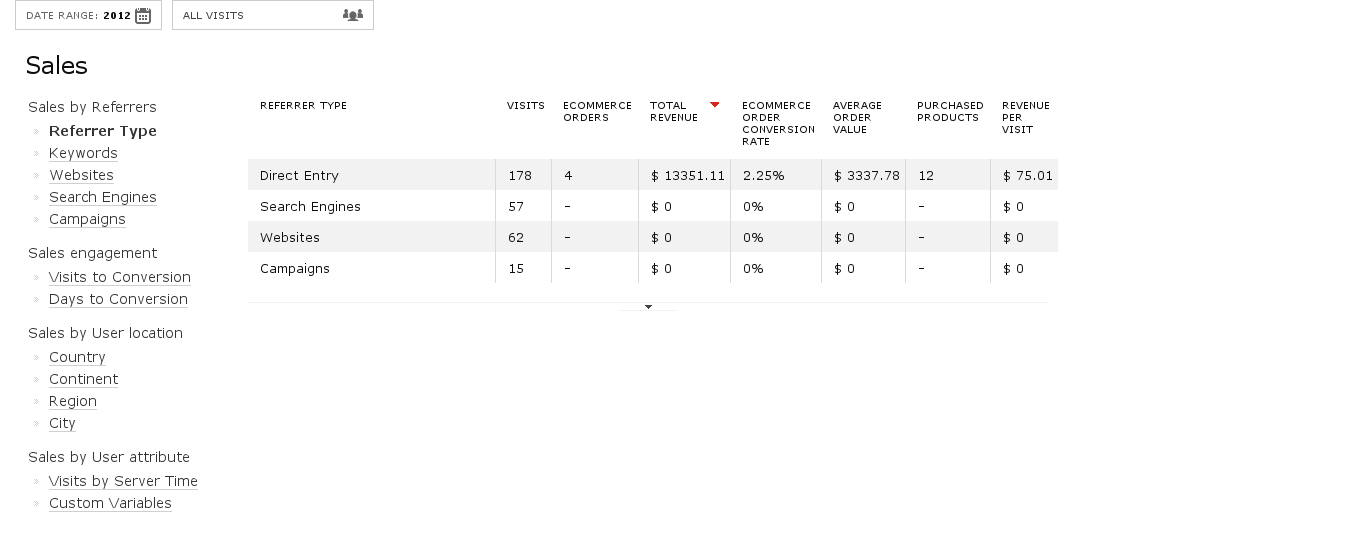 DATE RANGE: 2012 ALL VISITS
Sales
Sales by Referrers
» Referrer Type
» Keywords
» Websites
» Search Engines
» Campaigns
Sales engagement
» Visits to Conversion
» Days to Conversion
Sales by User location
» Country
» Continent
» Region
» City
Sales by User attribute
» Visits by Server Time
» Custom Variables
REFERRER TYPE VISITS ECOMMERCE TOTAL ECOMMERCE AVERAGE PURCHASED REVENUE
ORDERS REVENUE ORDER ORDER PRODUCTS PER
CONVERSION VALUE VISIT
RATE
Direct Entry 178 4 $ 13351.11 2.25% $ 3337.78 12 $ 75.01
Search Engines 57 - $ 0 0% $ 0 - $ 0
Websites 62 - $ 0 0% $ 0 - $ 0
Campaigns 15 - $ 0 0% $ 0 - $ 0